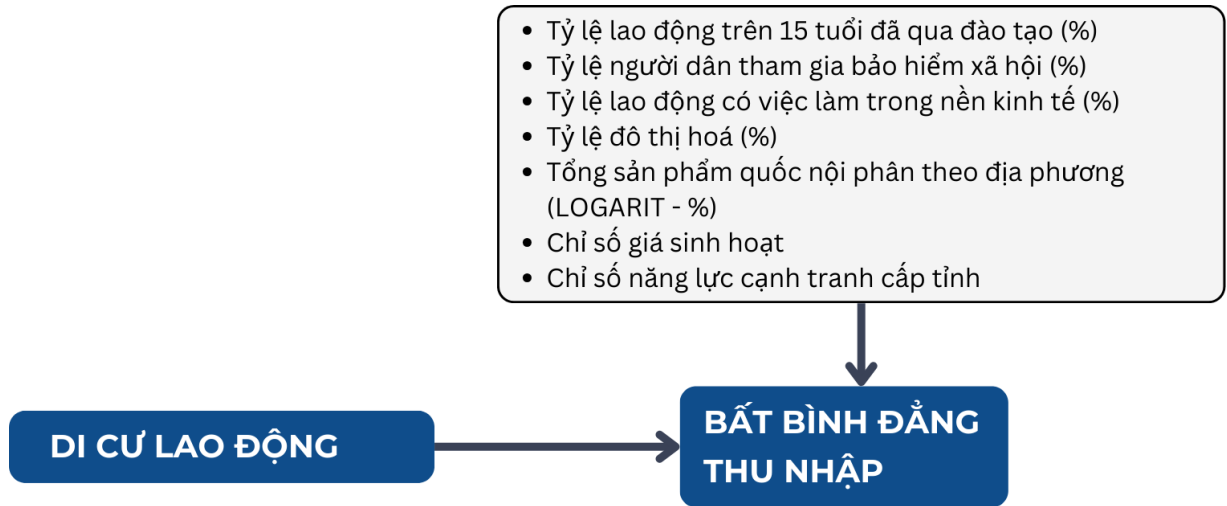 • Tỷ lệ lao động trên 15 tuổi đã qua đào tạo (%)
• Tỷ lệ người dân tham gia bảo hiểm xã hội (%)
• Tỷ lệ lao động có việc làm trong nền kinh tế (%)
• Tỷ lệ đô thị hoá (%)
• Tổng sản phẩm quốc nội phân theo địa phương
(LOGARIT - %)
• Chỉ số giá sinh hoạt
• Chỉ số năng lực cạnh tranh cấp tỉnh
DI CƯ LAO ĐỘNG
BẤT BÌNH ĐẲNG
THU NHẬP